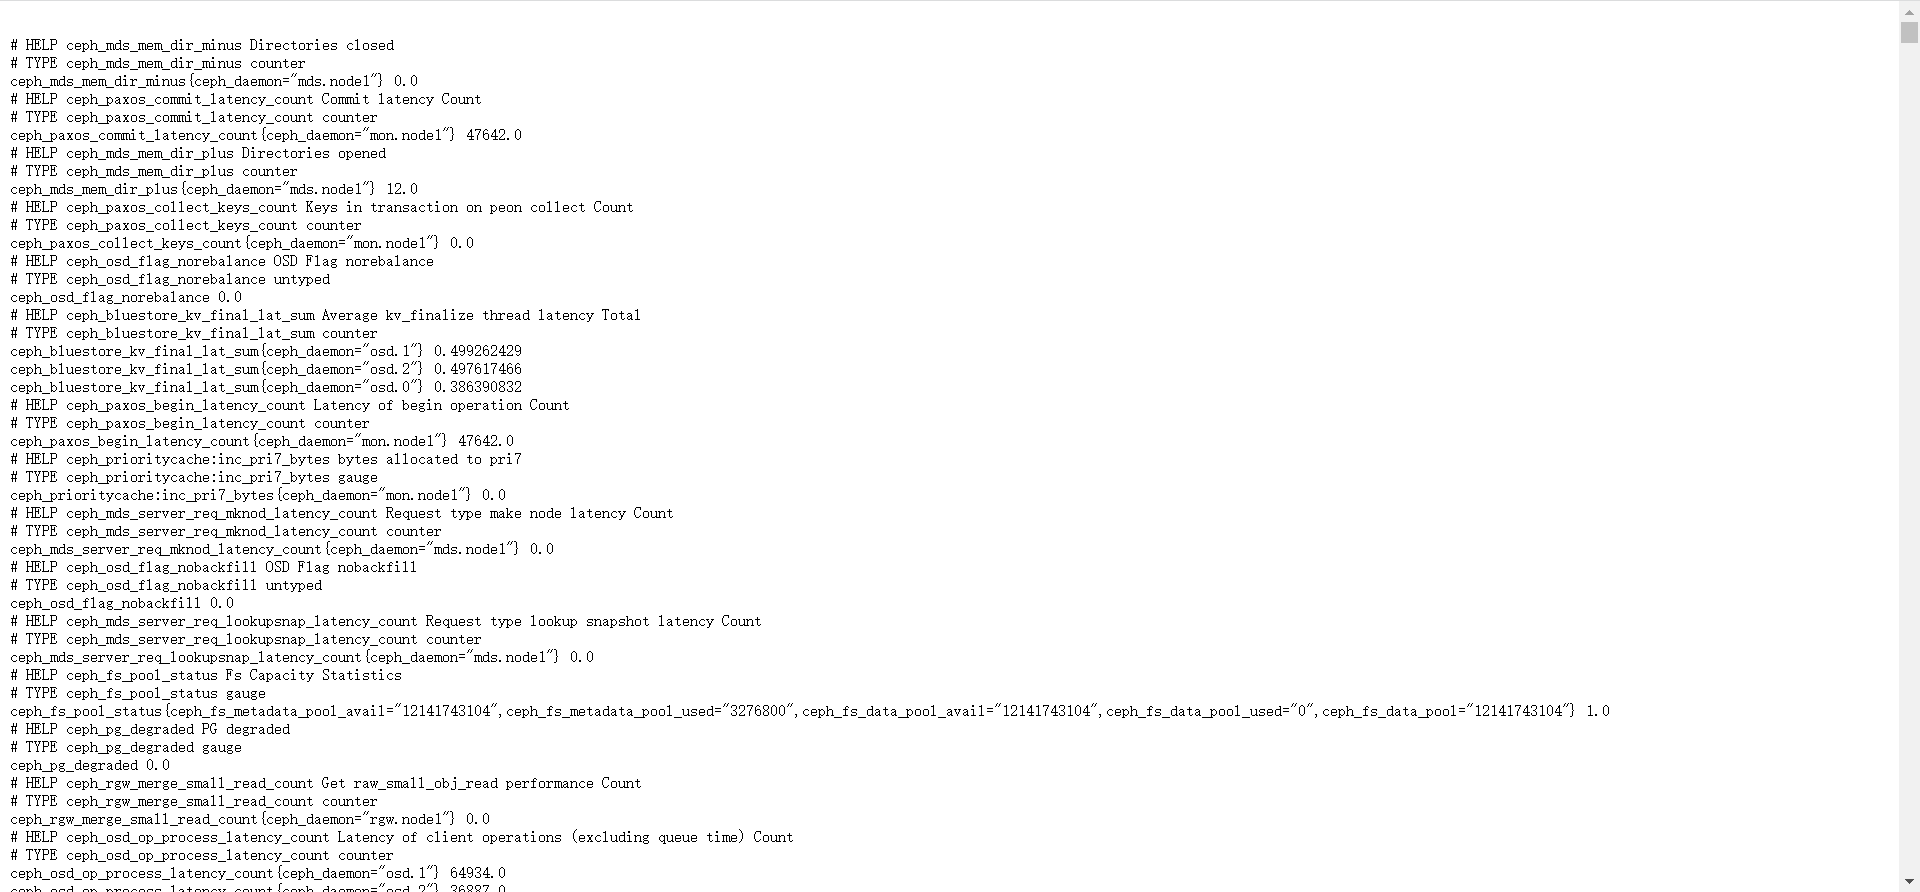 # HELP ceph_mds_mem_dir_minus Directories closed
# TYPE ceph_mds_mem_dir_minus counter
ceph_mds_mem_dir_minus{ceph_daemon="mds.node1"} 0.0
# HELP ceph_paxos_commit_latency_count Commit latency Count
# TYPE ceph_paxos_commit_latency_count counter
ceph_paxos_commit_latency_count{ceph_daemon="mon.node1"} 47642.0
# HELP ceph_mds_mem_dir_plus Directories opened
# TYPE ceph_mds_mem_dir_plus counter
ceph_mds_mem_dir_plus{ceph_daemon="mds.node1"} 12.0
# HELP ceph_paxos_collect_keys_count Keys in transaction on peon collect Count
# TYPE ceph_paxos_collect_keys_count counter
ceph_paxos_collect_keys_count{ceph_daemon="mon.node1"} 0.0
# HELP ceph_osd_flag_norebalance OSD Flag norebalance
# TYPE ceph_osd_flag_norebalance untyped
ceph_osd_flag_norebalance 0.0
# HELP ceph_bluestore_kv_final_lat_sum Average kv_finalize thread latency Total
# TYPE ceph_bluestore_kv_final_lat_sum counter
ceph_bluestore_kv_final_lat_sum{ceph_daemon="osd.1"} 0.499262429
ceph_bluestore_kv_final_lat_sum{ceph_daemon="osd.2"} 0.497617466
ceph_bluestore_kv_final_lat_sum{ceph_daemon="osd.0"} 0.386390832
# HELP ceph_paxos_begin_latency_count Latency of begin operation Count
# TYPE ceph_paxos_begin_latency_count counter
ceph_paxos_begin_latency_count{ceph_daemon="mon.node1"} 47642.0
# HELP ceph_prioritycache:inc_pri7_bytes bytes allocated to pri7
# TYPE ceph_prioritycache:inc_pri7_bytes gauge
ceph_prioritycache:inc_pri7_bytes{ceph_daemon="mon.node1"} 0.0
# HELP ceph_mds_server_req_mknod_latency_count Request type make node latency Count
# TYPE ceph_mds_server_req_mknod_latency_count counter
ceph_mds_server_req_mknod_latency_count{ceph_daemon="mds.node1"} 0.0
# HELP ceph_osd_flag_nobackfill OSD Flag nobackfill
# TYPE ceph_osd_flag_nobackfill untyped
ceph_osd_flag_nobackfill 0.0
# HELP ceph_mds_server_req_lookupsnap_latency_count Request type lookup snapshot latency Count
# TYPE ceph_mds_server_req_lookupsnap_latency_count counter
ceph_mds_server_req_lookupsnap_latency_count{ceph_daemon="mds.node1"} 0.0
# HELP ceph_fs_pool_status Fs Capacity Statistics
# TYPE ceph_fs_pool_status gauge
ceph_fs_pool_status{ceph_fs_metadata_pool_avail="12141743104",ceph_fs_metadata_pool_used="3276800",ceph_fs_data_pool_avail="12141743104",ceph_fs_data_pool_used="0",ceph_fs_data_pool="12141743104"} 1.0
# HELP ceph_pg_degraded PG degraded
# TYPE ceph_pg_degraded gauge
ceph_pg_degraded 0.0
# HELP ceph_rgw_merge_small_read_count Get raw_small_obj_read performance Count
# TYPE ceph_rgw_merge_small_read_count counter
ceph_rgw_merge_small_read_count{ceph_daemon="rgw.node1"} 0.0
# HELP ceph_osd_op_process_latency_count Latency of client operations (excluding queue time) Count
# TYPE ceph_osd_op_process_latency_count counter
ceph_osd_op_process_latency_count{ceph_daemon="osd.1"} 64934.0
ceph_osd_op_process_latency_count{ceph_daemon="osd.2"} 36887.0